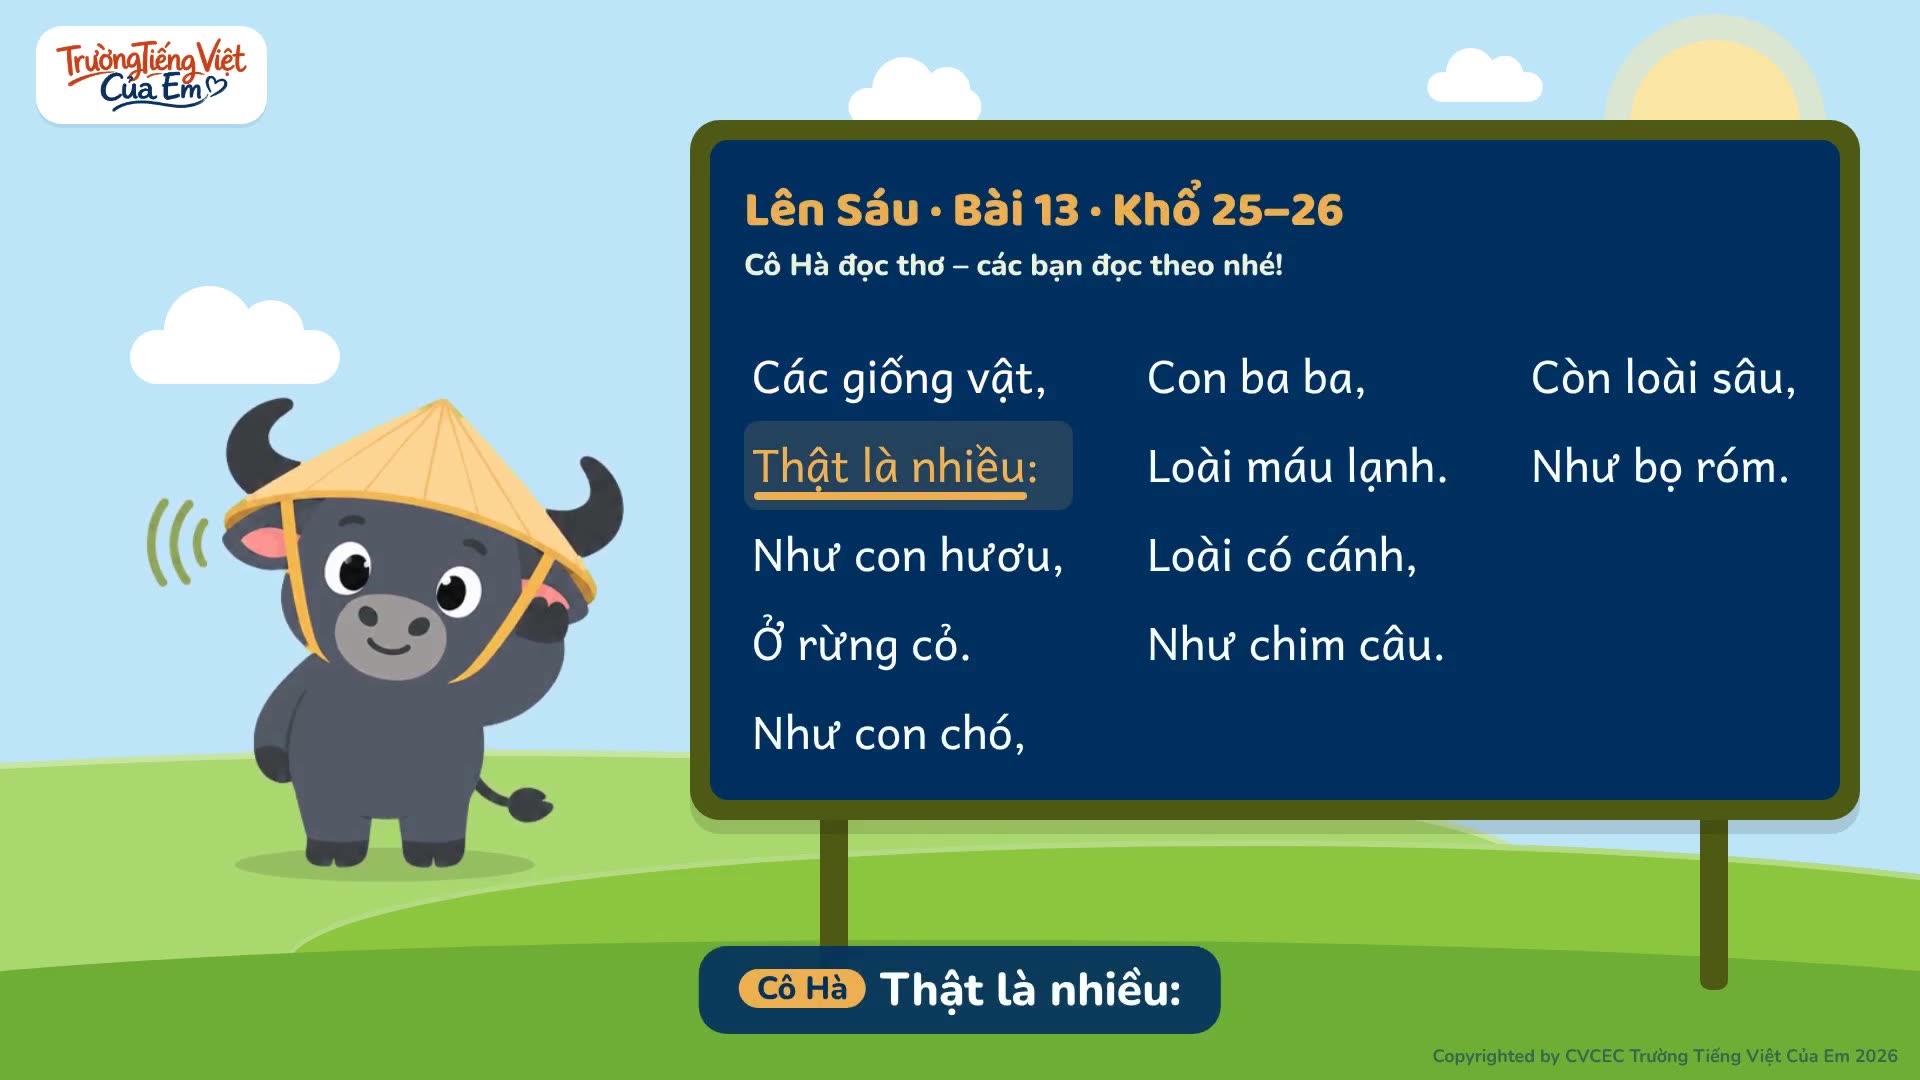 Trường Tiếng Việt
Của Em
Lên Sáu · Bài 13 · Khổ 25–26
Cô Hà đọc thơ – các bạn đọc theo nhé!
Các giống vật,
Thật là nhiều:
Như con hươu,
Ở rừng cỏ.
Như con chó,
Con ba ba,
Loài máu lạnh.
Loài có cánh,
Như chim câu.
Còn loài sâu,
Như bọ róm.
Cô Hà Thật là nhiều:
Copyrighted by CVCEC Trường Tiếng Việt Của Em 2026